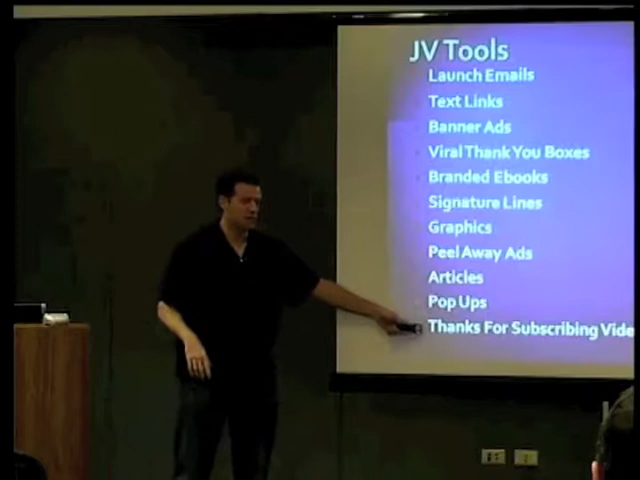 JV Tools
Launch Emails
Text Links
Banner Ads
Viral Thank You Boxes
Branded Ebooks
Signature Lines
Graphics
Peel Away Ads
Articles
Pop Ups
Thanks For Subscribing Vide